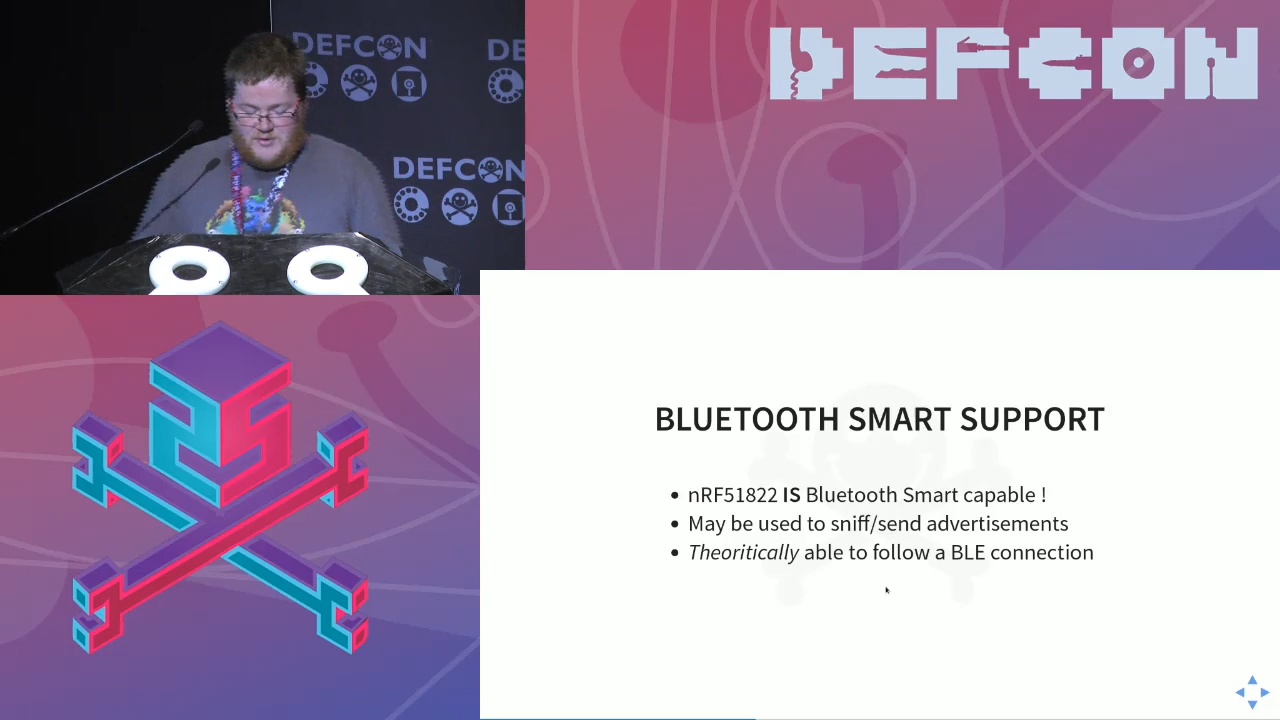 DEFCON
DEFCON
DE
DEFCON
BLUETOOTH SMART SUPPORT
nRF51822 IS Bluetooth Smart capable !
May be used to sniff/send advertisements
Theoritically able to follow a BLE connection